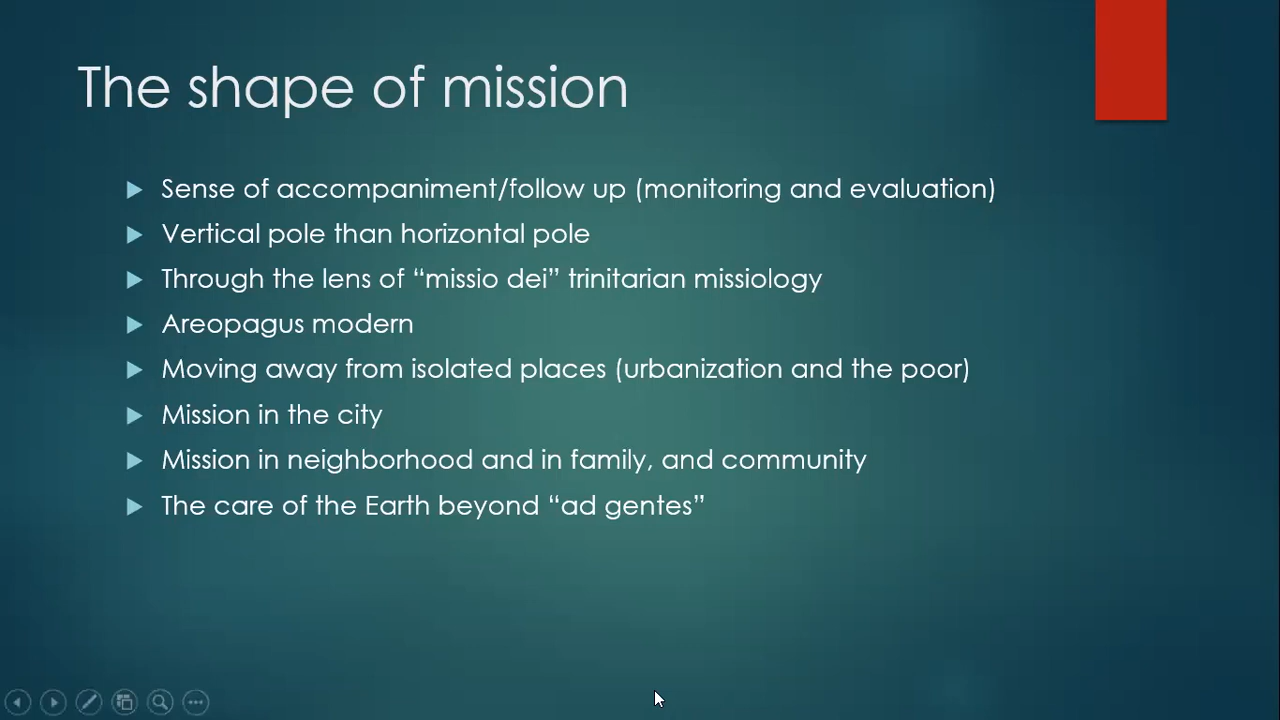 The shape of mission
Sense of accompaniment/follow up (monitoring and evaluation)
Vertical pole than horizontal pole
Through the lens of “missio dei” trinitarian missiology
Areopagus modern
Moving away from isolated places (urbanization and the poor)
Mission in the city
Mission in neighborhood and in family, and community
The care of the Earth beyond “ad gentes”